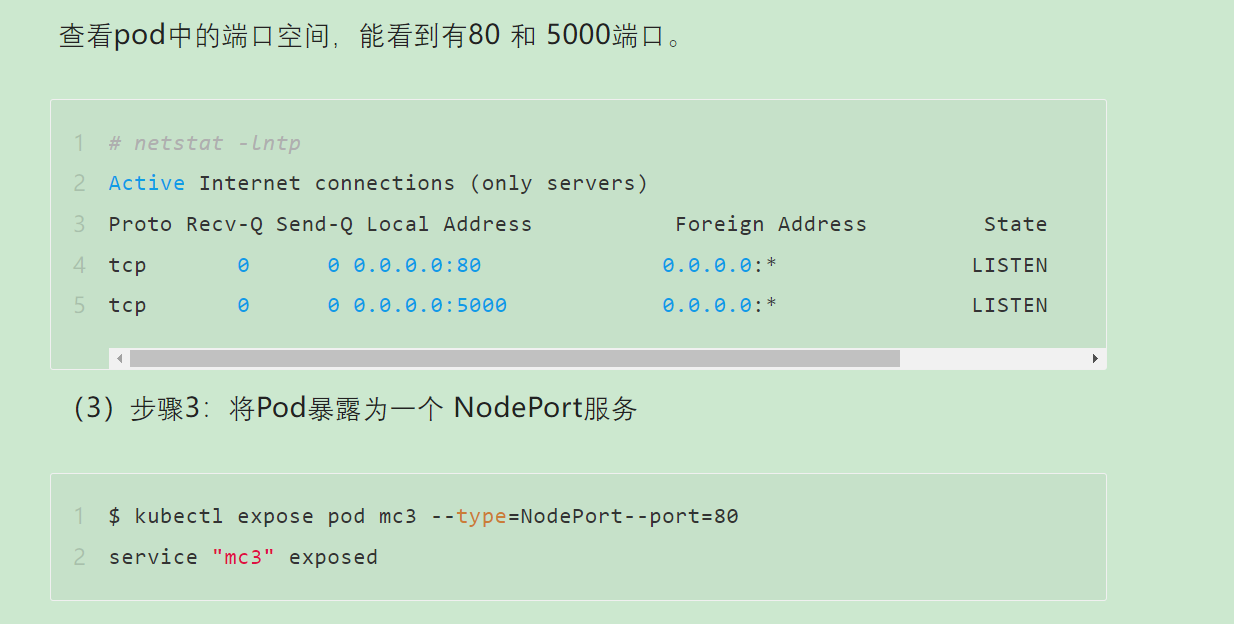 查看pod中的端口空间，能看到有80 和 5000端口。
1 # netstat -lntp
2 Active Internet connections (only servers)
3 Proto Recv-Q Send-Q Local Address           Foreign Address         State
4 tcp       0      0 0.0.0.0:80              0.0.0.0:*               LISTEN
5 tcp       0      0 0.0.0.0:5000            0.0.0.0:*               LISTEN
（3）步骤3：将Pod暴露为一个 NodePort服务
1 $ kubectl expose pod mc3 --type=NodePort--port=80
2 service "mc3" exposed